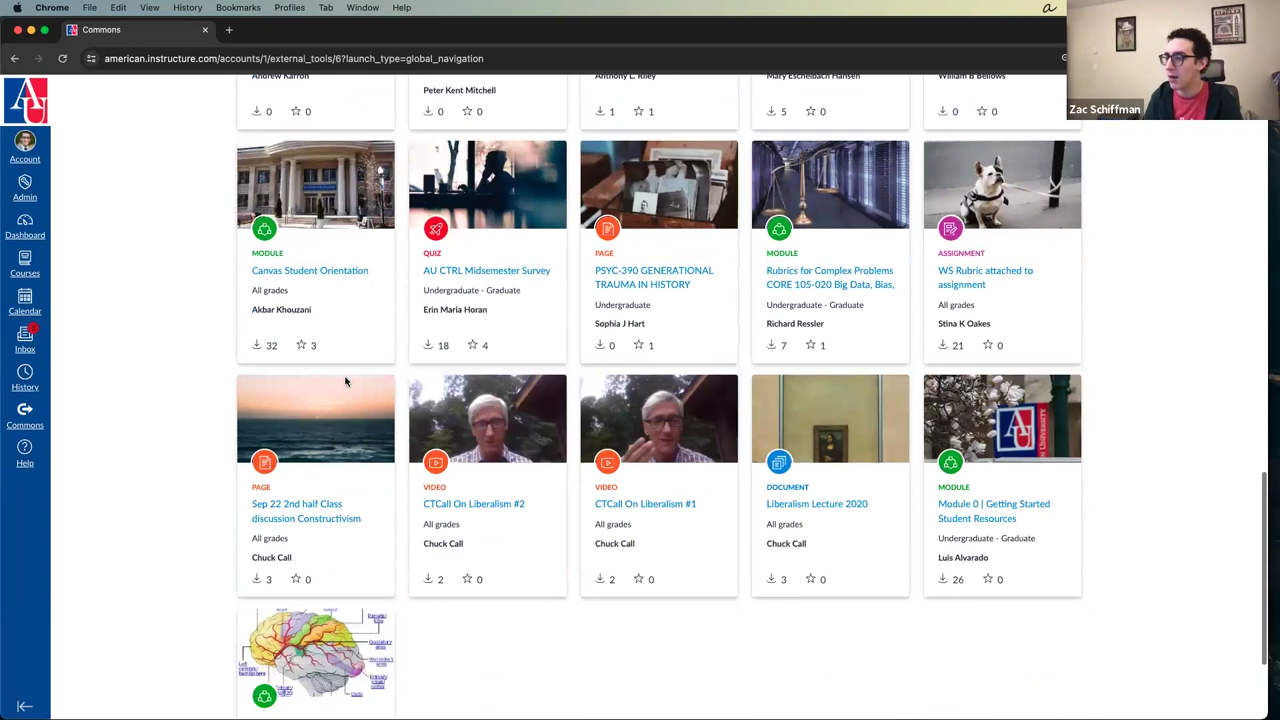 Chrome File Edit View History Bookmarks Profiles Tab Window Help
Commons
american.instructure.com/accounts/1/external_tools/6?launch_type=global_navigation
Zac Schiffman
Account
Admin
Dashboard
Courses
Calendar
Inbox
History
Commons
Help
Andrew Karron
Peter Kent Mitchell
Anthony L. Riley
Mary Eschelbach Hansen
William B Bellows
0 0
0 0
1 1
5 0
0 0
MODULE
Canvas Student Orientation
All grades
Akbar Khouzani
32 3
QUIZ
AU CTRL Midsemester Survey
Undergraduate - Graduate
Erin Maria Horan
18 4
PAGE
PSYC-390 GENERATIONAL
TRAUMA IN HISTORY
Undergraduate
Sophia J Hart
0 1
MODULE
Rubrics for Complex Problems
CORE 105-020 Big Data, Bias,
Undergraduate - Graduate
Richard Ressler
7 1
ASSIGNMENT
WS Rubric attached to
assignment
All grades
Stina K Oakes
21 0
PAGE
Sep 22 2nd half Class
discussion Constructivism
All grades
Chuck Call
3 0
VIDEO
CTCall On Liberalism #2
All grades
Chuck Call
2 0
VIDEO
CTCall On Liberalism #1
All grades
Chuck Call
2 0
DOCUMENT
Liberalism Lecture 2020
All grades
Chuck Call
3 0
MODULE
Module 0 | Getting Started
Student Resources
Undergraduate - Graduate
Luis Alvarado
26 0